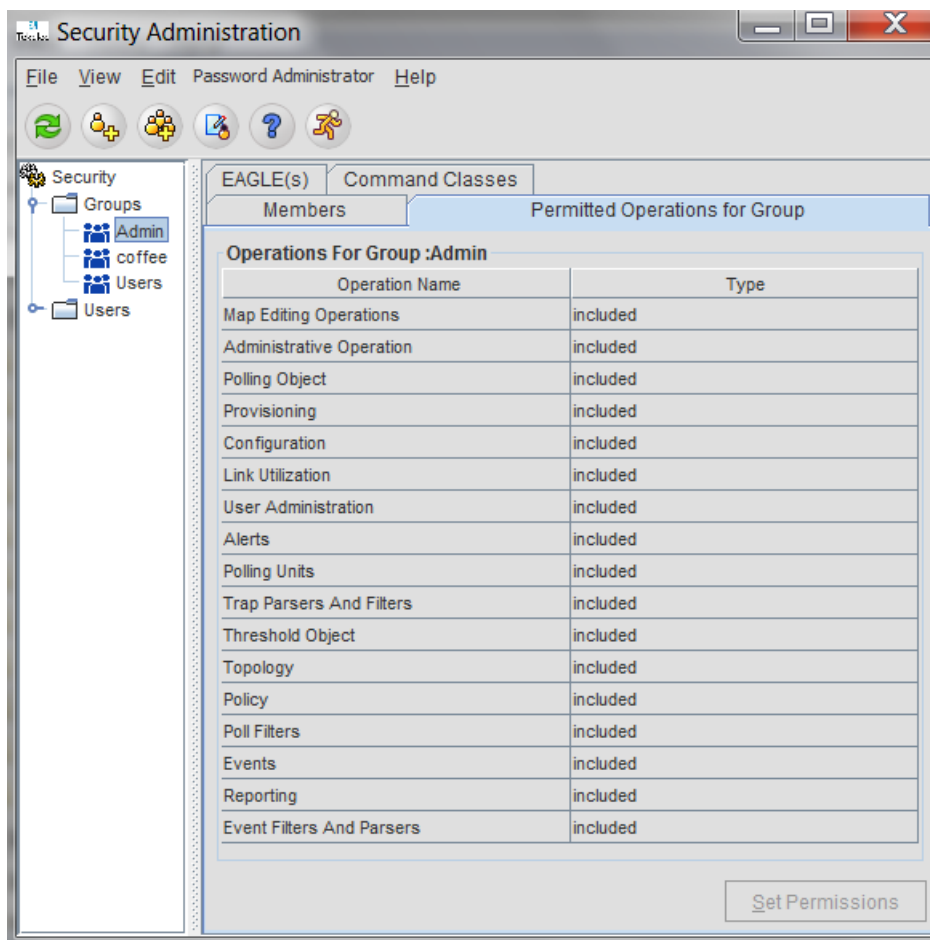 Security Administration
File View Edit Password Administrator Help
Security
Groups
Admin
coffee
Users
Users
EAGLE(s) Command Classes
Members Permitted Operations for Group
Operations For Group :Admin
Operation Name Type
Map Editing Operations included
Administrative Operation included
Polling Object included
Provisioning included
Configuration included
Link Utilization included
User Administration included
Alerts included
Polling Units included
Trap Parsers And Filters included
Threshold Object included
Topology included
Policy included
Poll Filters included
Events included
Reporting included
Event Filters And Parsers included
Set Permissions